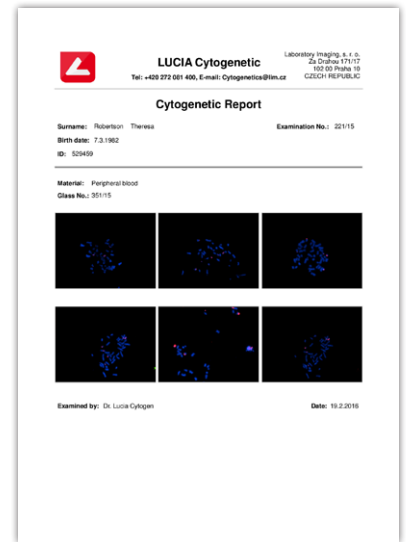 LUCIA Cytogenetic
Tel: +420 272 081 400, E-mail: Cytogenetics@lim.cz
Laboratory Imaging, s. r. o.
Za Drahou 171/17
102 00 Praha 10
CZECH REPUBLIC
Cytogenetic Report
Surname: Robertson Theresa
Examination No.: 221/15
Birth date: 7.3.1982
ID: 529459
Material: Peripheral blood
Glass No.: 351/15
Examined by: Dr. Lucia Cytogen
Date: 19.2.2016